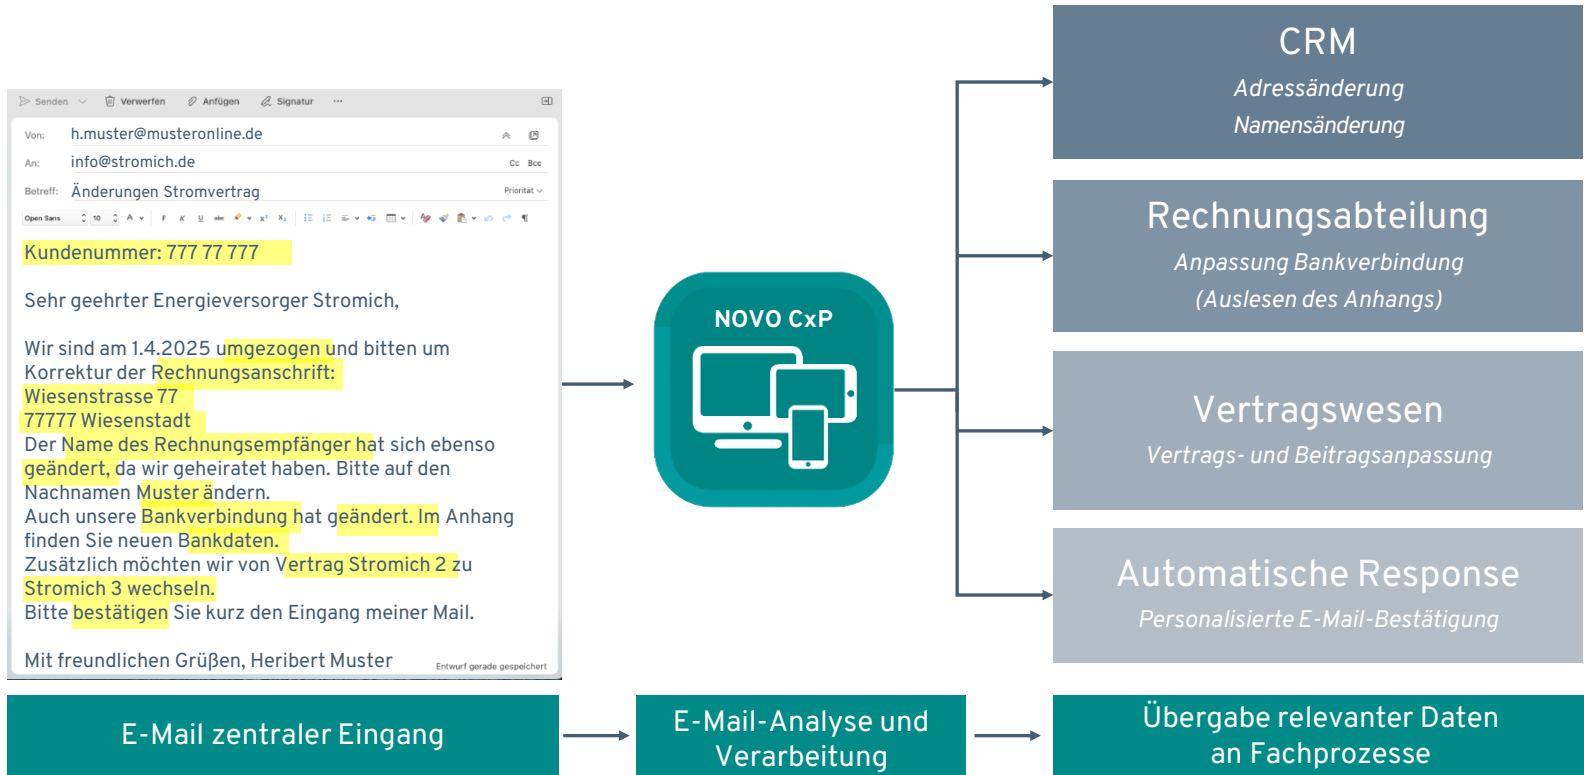 Senden
Verwerfen
Anfügen
Signatur
Von: h.muster@musteronline.de
An: info@stromich.de
Cc Bcc
Betreff: Änderungen Stromvertrag
Priorität
Open Sans 10 A F K U abc x² X₂ ¶
Kundenummer: 777 77 777
Sehr geehrter Energieversorger Stromich,
Wir sind am 1.4.2025 umgezogen und bitten um
Korrektur der Rechnungsanschrift:
Wiesenstrasse 77
77777 Wiesenstadt
Der Name des Rechnungsempfänger hat sich ebenso
geändert, da wir geheiratet haben. Bitte auf den
Nachnamen Muster ändern.
Auch unsere Bankverbindung hat geändert. Im Anhang
finden Sie neuen Bankdaten.
Zusätzlich möchten wir von Vertrag Stromich 2 zu
Stromich 3 wechseln.
Bitte bestätigen Sie kurz den Eingang meiner Mail.
Mit freundlichen Grüßen, Heribert Muster
Entwurf gerade gespeichert
NOVO CxP
CRM
Adressänderung
Namensänderung
Rechnungsabteilung
Anpassung Bankverbindung
(Auslesen des Anhangs)
Vertragswesen
Vertrags- und Beitragsanpassung
Automatische Response
Personalisierte E-Mail-Bestätigung
E-Mail zentraler Eingang
E-Mail-Analyse und
Verarbeitung
Übergabe relevanter Daten
an Fachprozesse